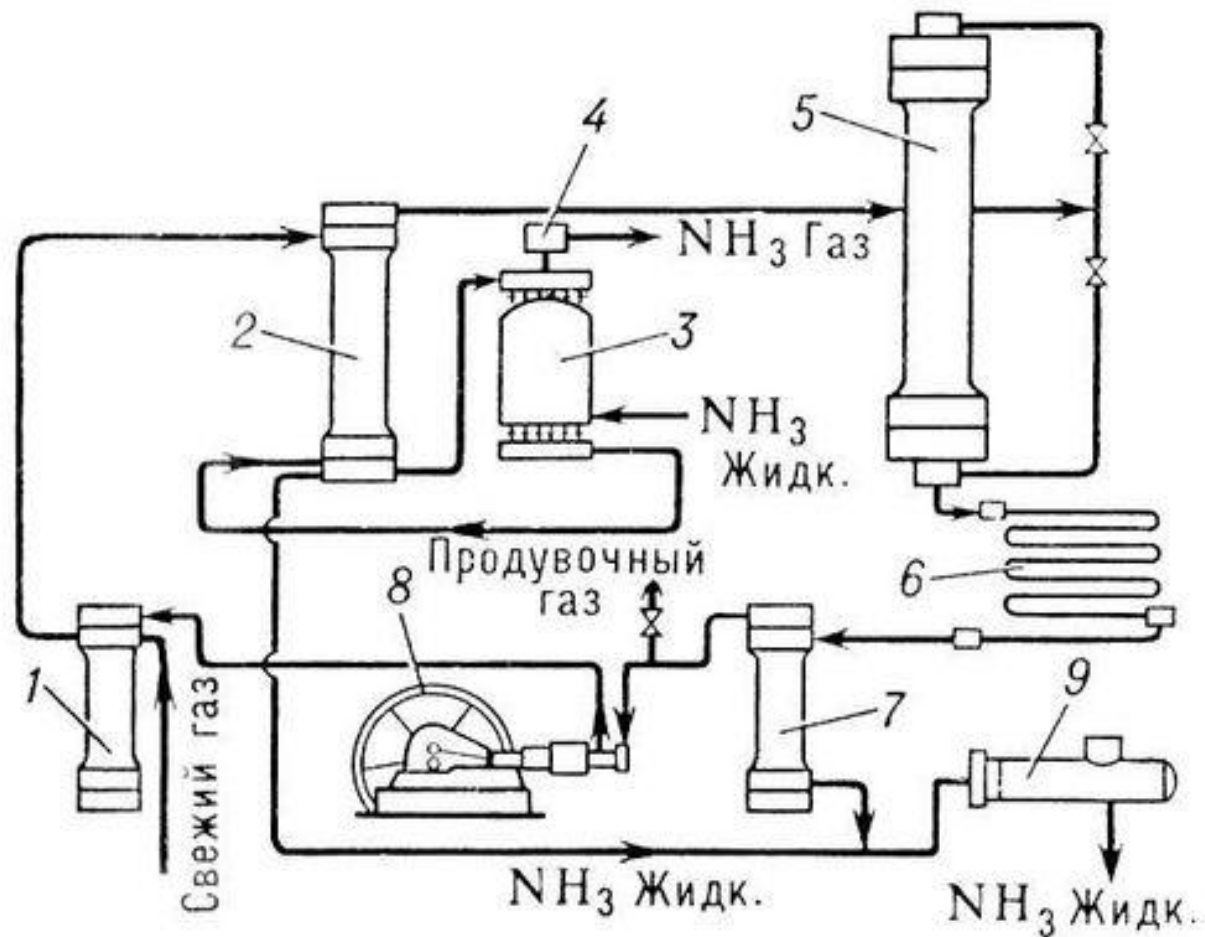 4
5
NH3 Газ
2
3
NH3
Жидк.
Продувочный
газ
6
8
1
Свежий газ
7
9
NH3 Жидк.
NH3 Жидк.